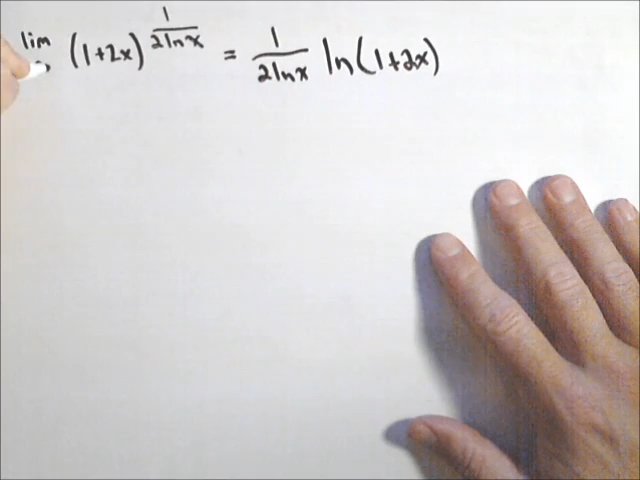 lim (1+2x)^(1/(2lnx)) = 1/(2lnx) ln(1+2x)